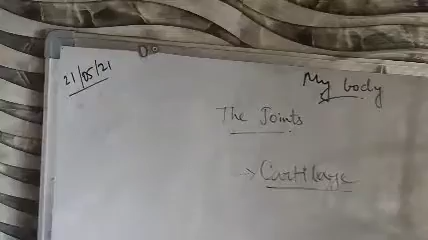 21/05/21
My body
The Joints
→ Cartilage